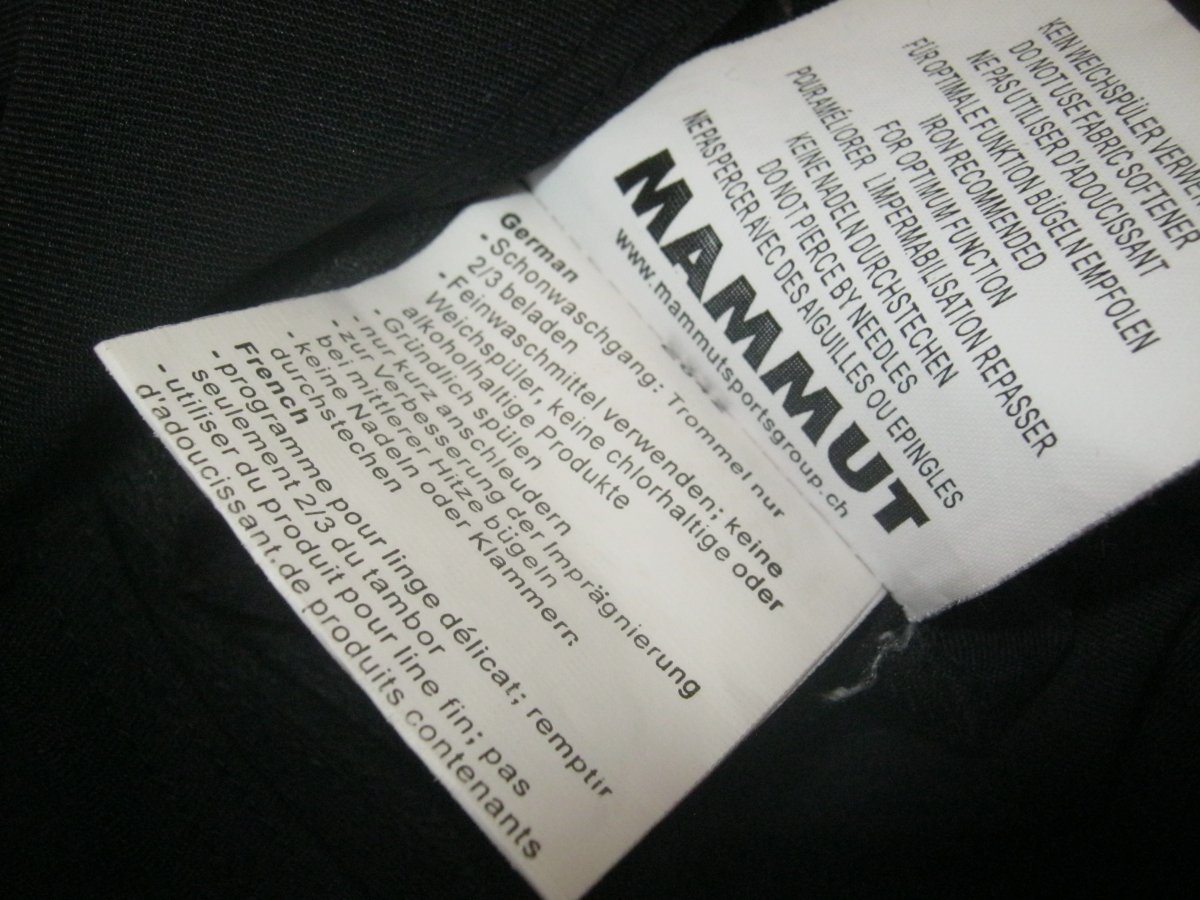 KEIN WEICHSPÜLER VERWE
DO NOT USE FABRIC SOFTENER
NE PAS UTILISER D'ADOUCISSANT
FÜR OPTIMALE FUNKTION BÜGELN EMPFOLEN
IRON RECOMMENDED
FOR OPTIMUM FUNCTION
POUR AMÉLIORER L'IMPERMABILISATION REPASSER
KEINE NADELN DURCHSTECHEN
DO NOT PIERCE BY NEEDLES
NE PAS PERCER AVEC DES AIGUILLES OU EPINGLES
MAMMUT
www.mammutsportsgroup.ch
German
- Schonwaschgang: Trommel nur
2/3 beladen
- Feinwaschmittel verwenden; keine
Weichspüler, keine chlorhaltige oder
alkoholhaltige Produkte
- Gründlich spülen
- nur kurz anschleudern
- zur Verbesserung der Imprägnierung
bei mittlerer Hitze bügeln
- keine Nadeln oder Klammern
durchstechen
French
- programme pour linge délicat; remptir
seulement 2/3 du tambor
- utiliser du produit pour line fin; pas
d'adoucissant.de produits contenants